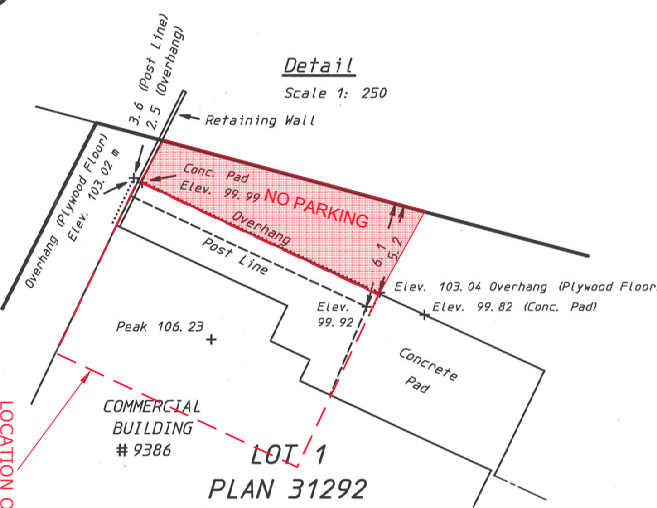 Detail
Scale 1: 250
3.6 (Post Line)
2.5 (Overhang)
Retaining Wall
Overhang (Plywood Floor)
Elev. 103.02 m
Conc. Pad
Elev. 99.99
NO PARKING
Overhang
Post Line
6.1
5.2
Elev. 103.04 Overhang (Plywood Floor
Elev. 99.82 (Conc. Pad)
Elev.
99.92
Peak 106.23
Concrete
Pad
COMMERCIAL
BUILDING
# 9386
LOT 1
PLAN 31292
LOCATION O